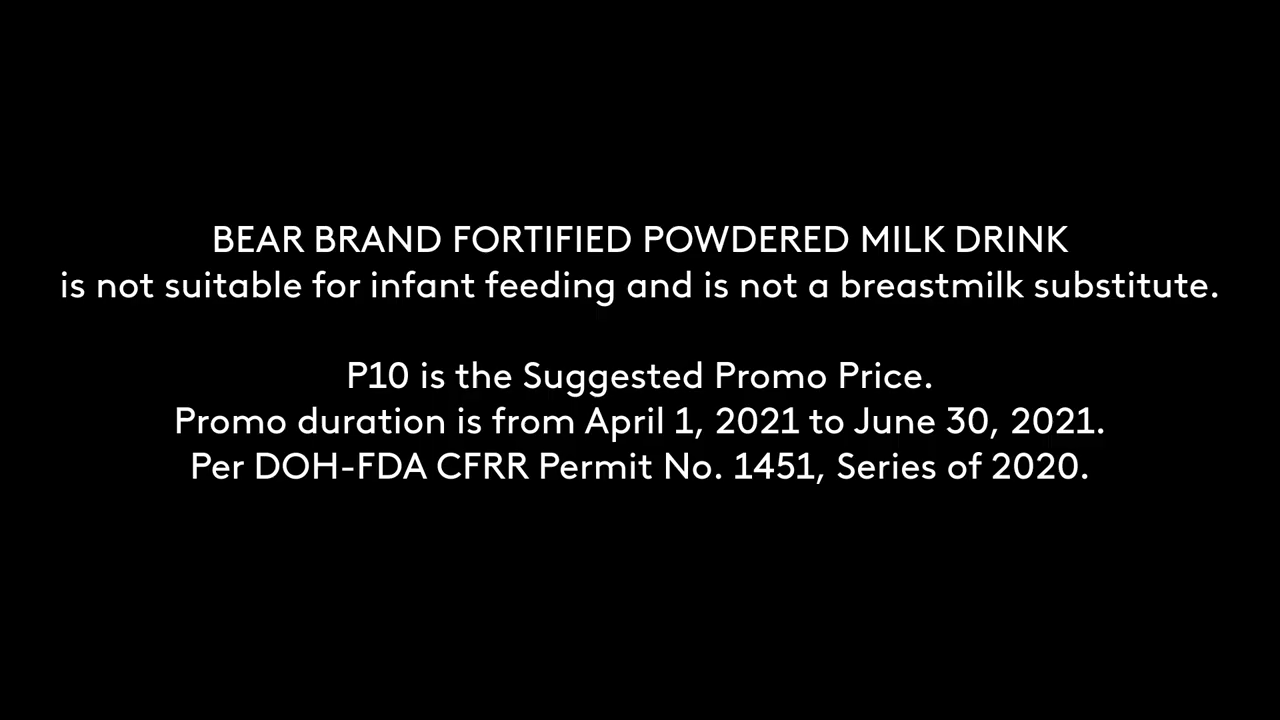 BEAR BRAND FORTIFIED POWDERED MILK DRINK
is not suitable for infant feeding and is not a breastmilk substitute.
P10 is the Suggested Promo Price.
Promo duration is from April 1, 2021 to June 30, 2021.
Per DOH-FDA CFRR Permit No. 1451, Series of 2020.